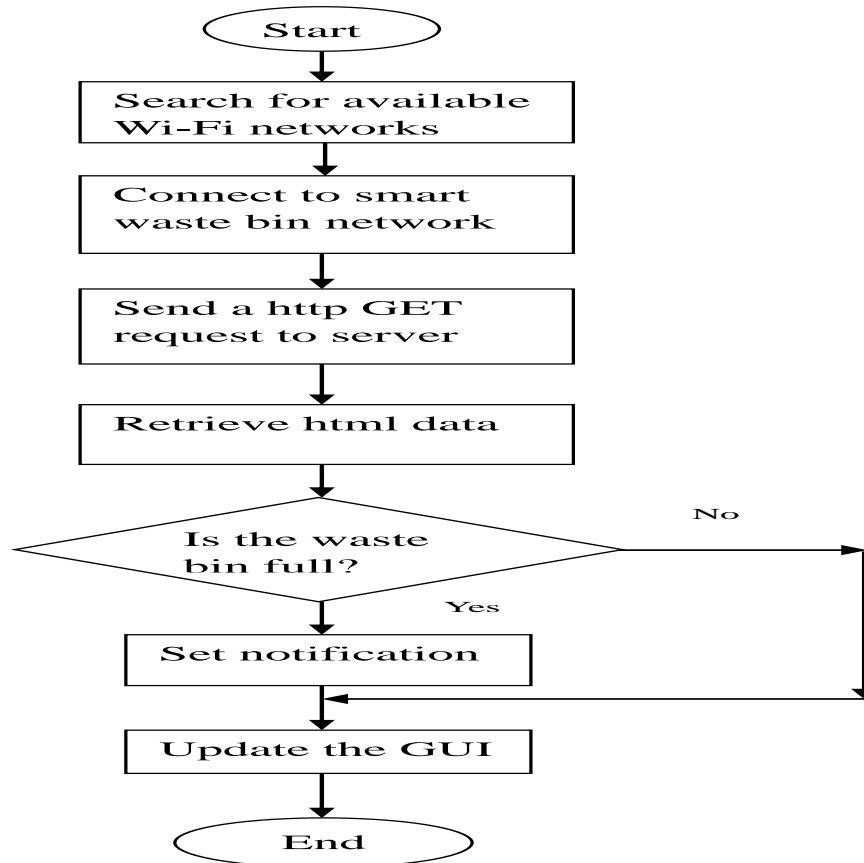 Start
Search for available
Wi-Fi networks
Connect to smart
waste bin network
Send a http GET
request to server
Retrieve html data
Is the waste
bin full?
No
Yes
Set notification
Update the GUI
End